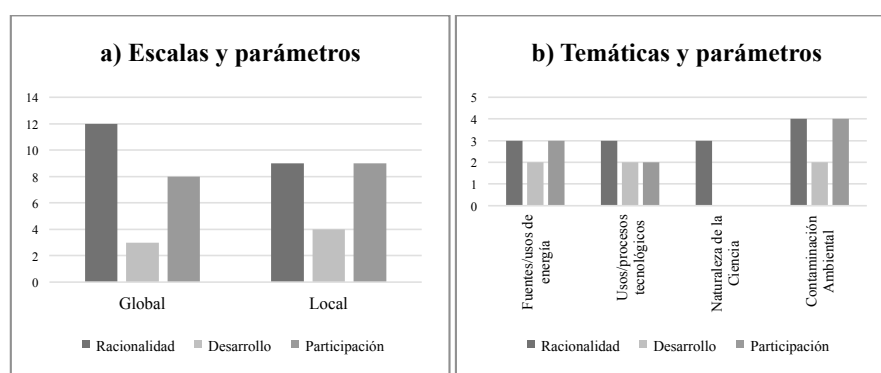 a) Escalas y parámetros
14
12
10
8
6
4
2
0
Global
Local
Racionalidad
Desarrollo
Participación
b) Temáticas y parámetros
5
4
3
2
1
0
Fuentes/usos de
energía
Usos/procesos
tecnológicos
Naturaleza de la
Ciencia
Contaminación
Ambiental
Racionalidad
Desarrollo
Participación